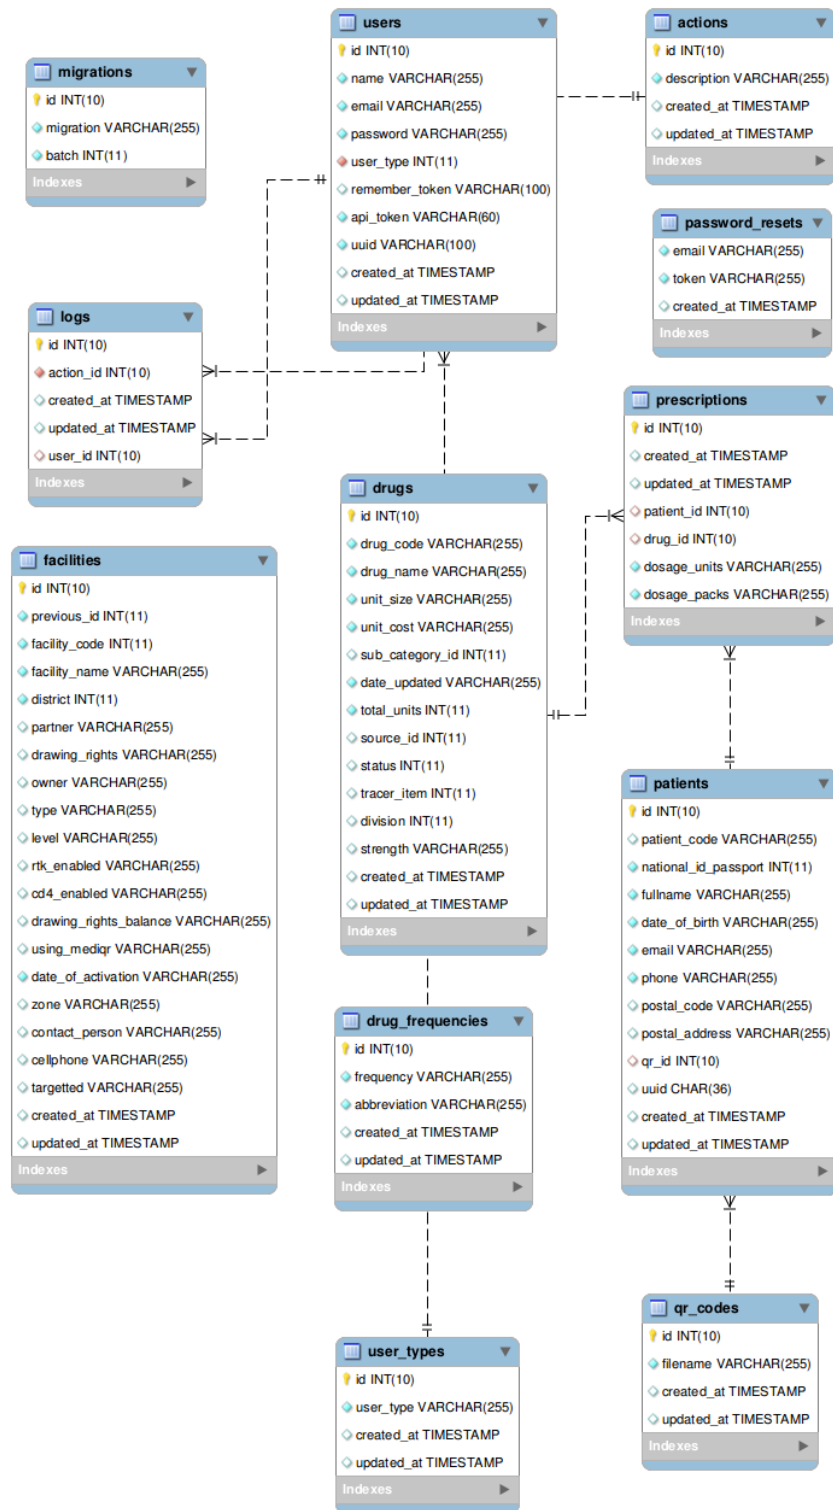 migrations
id INT(10)
migration VARCHAR(255)
batch INT(11)
Indexes
users
id INT(10)
name VARCHAR(255)
email VARCHAR(255)
password VARCHAR(255)
user_type INT(11)
remember_token VARCHAR(100)
api_token VARCHAR(60)
uuid VARCHAR(100)
created_at TIMESTAMP
updated_at TIMESTAMP
Indexes
actions
id INT(10)
description VARCHAR(255)
created_at TIMESTAMP
updated_at TIMESTAMP
Indexes
password_resets
email VARCHAR(255)
token VARCHAR(255)
created_at TIMESTAMP
Indexes
logs
id INT(10)
action_id INT(10)
created_at TIMESTAMP
updated_at TIMESTAMP
user_id INT(10)
Indexes
prescriptions
id INT(10)
created_at TIMESTAMP
updated_at TIMESTAMP
patient_id INT(10)
drug_id INT(10)
dosage_units VARCHAR(255)
dosage_packs VARCHAR(255)
Indexes
drugs
id INT(10)
drug_code VARCHAR(255)
drug_name VARCHAR(255)
unit_size VARCHAR(255)
unit_cost VARCHAR(255)
sub_category_id INT(11)
date_updated VARCHAR(255)
total_units INT(11)
source_id INT(11)
status INT(11)
tracer_item INT(11)
division INT(11)
strength VARCHAR(255)
created_at TIMESTAMP
updated_at TIMESTAMP
Indexes
facilities
id INT(10)
previous_id INT(11)
facility_code INT(11)
facility_name VARCHAR(255)
district INT(11)
partner VARCHAR(255)
drawing_rights VARCHAR(255)
owner VARCHAR(255)
type VARCHAR(255)
level VARCHAR(255)
rtk_enabled VARCHAR(255)
cd4_enabled VARCHAR(255)
drawing_rights_balance VARCHAR(255)
using_mediqr VARCHAR(255)
date_of_activation VARCHAR(255)
zone VARCHAR(255)
contact_person VARCHAR(255)
cellphone VARCHAR(255)
targetted VARCHAR(255)
created_at TIMESTAMP
updated_at TIMESTAMP
Indexes
patients
id INT(10)
patient_code VARCHAR(255)
national_id_passport INT(11)
fullname VARCHAR(255)
date_of_birth VARCHAR(255)
email VARCHAR(255)
phone VARCHAR(255)
postal_code VARCHAR(255)
postal_address VARCHAR(255)
qr_id INT(10)
uuid CHAR(36)
created_at TIMESTAMP
updated_at TIMESTAMP
Indexes
drug_frequencies
id INT(10)
frequency VARCHAR(255)
abbreviation VARCHAR(255)
created_at TIMESTAMP
updated_at TIMESTAMP
Indexes
qr_codes
id INT(10)
filename VARCHAR(255)
created_at TIMESTAMP
updated_at TIMESTAMP
Indexes
user_types
id INT(10)
user_type VARCHAR(255)
created_at TIMESTAMP
updated_at TIMESTAMP
Indexes